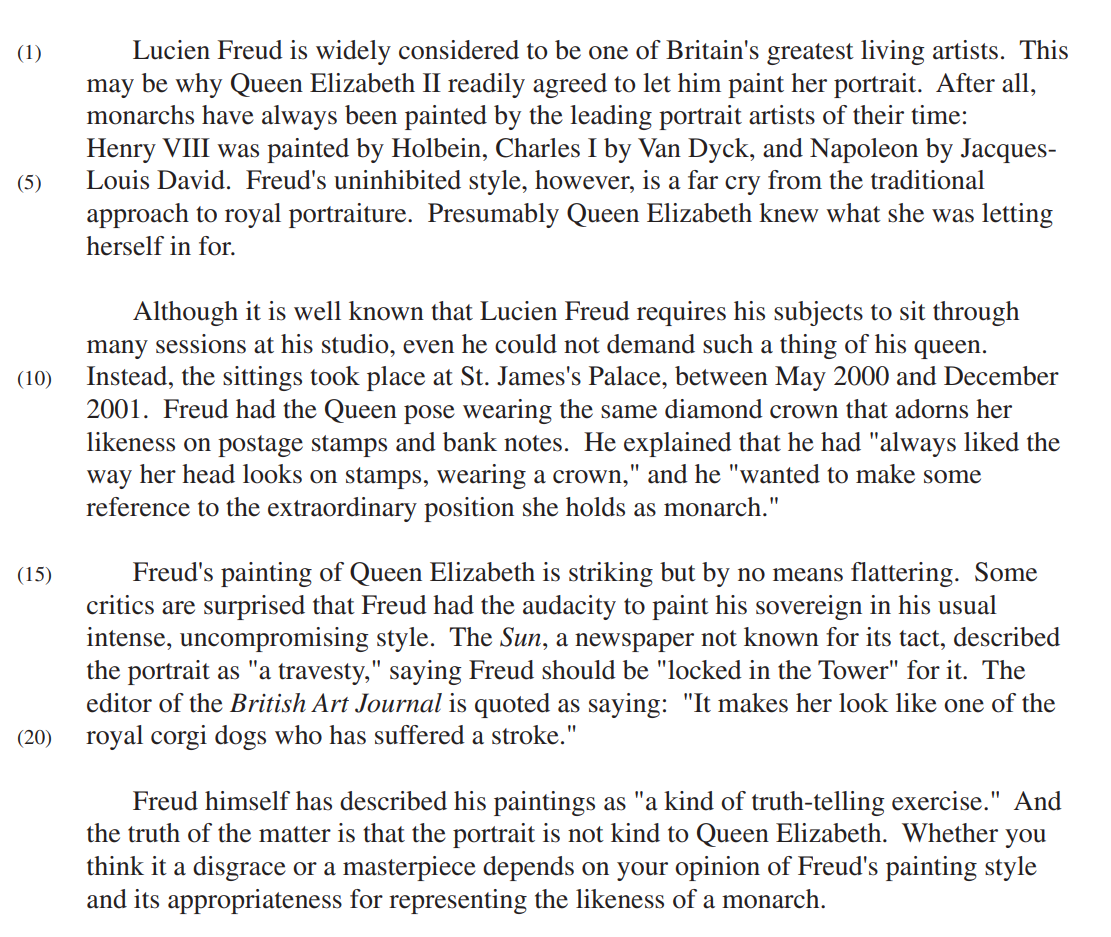 (1) Lucien Freud is widely considered to be one of Britain's greatest living artists. This
may be why Queen Elizabeth II readily agreed to let him paint her portrait. After all,
monarchs have always been painted by the leading portrait artists of their time:
Henry VIII was painted by Holbein, Charles I by Van Dyck, and Napoleon by Jacques-
(5) Louis David. Freud's uninhibited style, however, is a far cry from the traditional
approach to royal portraiture. Presumably Queen Elizabeth knew what she was letting
herself in for.
Although it is well known that Lucien Freud requires his subjects to sit through
many sessions at his studio, even he could not demand such a thing of his queen.
(10) Instead, the sittings took place at St. James's Palace, between May 2000 and December
2001. Freud had the Queen pose wearing the same diamond crown that adorns her
likeness on postage stamps and bank notes. He explained that he had "always liked the
way her head looks on stamps, wearing a crown," and he "wanted to make some
reference to the extraordinary position she holds as monarch."
(15) Freud's painting of Queen Elizabeth is striking but by no means flattering. Some
critics are surprised that Freud had the audacity to paint his sovereign in his usual
intense, uncompromising style. The Sun, a newspaper not known for its tact, described
the portrait as "a travesty," saying Freud should be "locked in the Tower" for it. The
editor of the British Art Journal is quoted as saying: "It makes her look like one of the
(20) royal corgi dogs who has suffered a stroke."
Freud himself has described his paintings as "a kind of truth-telling exercise." And
the truth of the matter is that the portrait is not kind to Queen Elizabeth. Whether you
think it a disgrace or a masterpiece depends on your opinion of Freud's painting style
and its appropriateness for representing the likeness of a monarch.